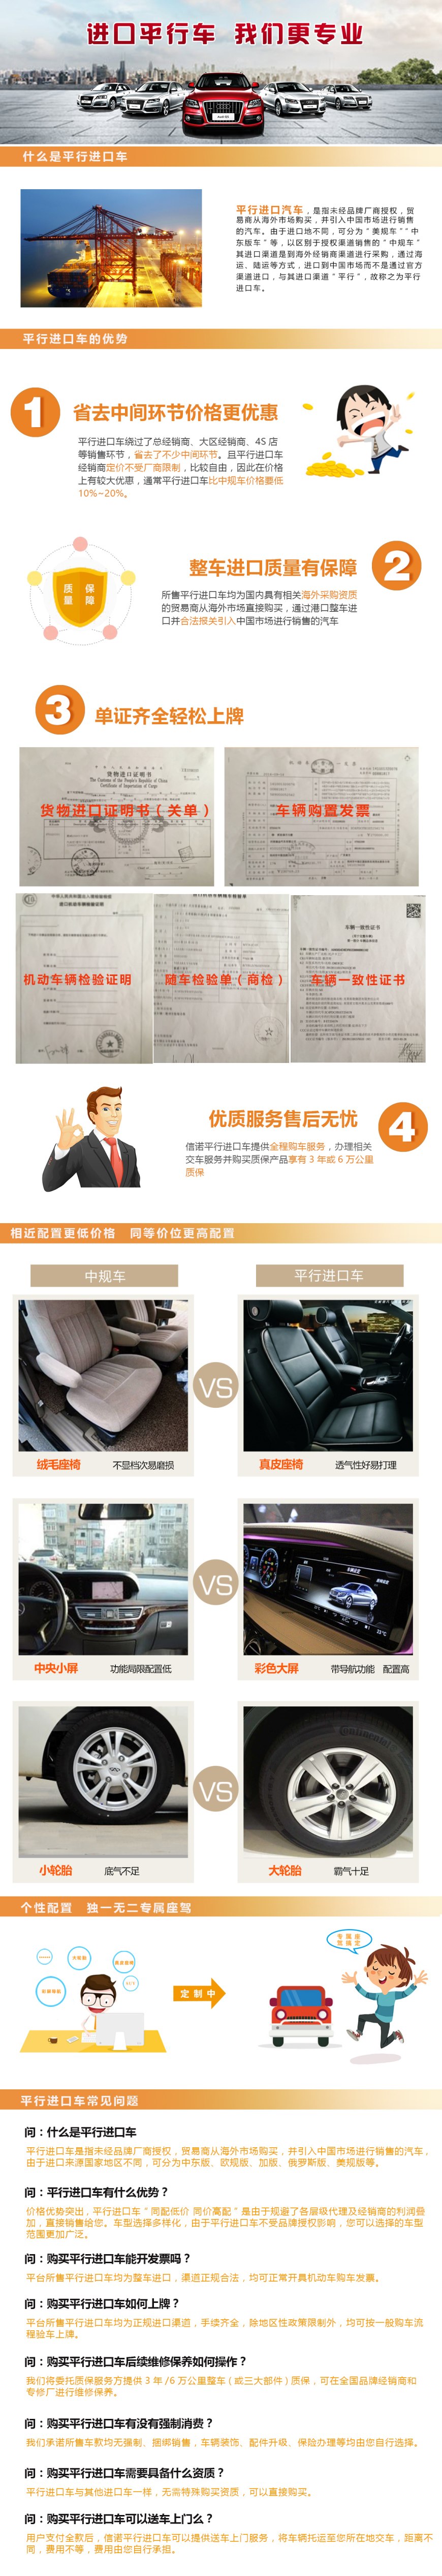 进口平行车 我们更专业
什么是平行进口车
平行进口汽车，是指未经品牌厂商授权，贸
易商从海外市场购买，并引入中国市场进行销售
的汽车。由于进口地不同，可分为“美规车”“中
东版车”等，以区别于授权渠道销售的“中规车”
其进口渠道是到海外经销商渠道进行采购，通过海
运、陆运等方式，进口到中国市场而不是通过官方
渠道进口，与其进口渠道“平行”，故称之为平行
进口车。
平行进口车的优势
1 省去中间环节价格更优惠
平行进口车绕过了总经销商、大区经销商、4S 店
等销售环节，省去了不少中间环节。且平行进口车
经销商定价不受厂商限制，比较自由，因此在价格
上有较大优惠，通常平行进口车比中规车价格要低
10%~20%。
质 保
量 障
整车进口质量有保障 2
所售平行进口车均为国内具有相关海外采购资质
的贸易商从海外市场直接购买，通过港口整车进
口并合法报关引入中国市场进行销售的汽车
3 单证齐全轻松上牌
货物进口证明书（关单）
车辆购置发票
机动车辆检验证明
随车检验单（商检）
车辆一致性证书
优质服务售后无忧 4
信诺平行进口车提供全程购车服务，办理相关
交车服务并购买质保产品享有 3 年或 6 万公里
质保
相近配置更低价格 同等价位更高配置
中规车
平行进口车
VS
绒毛座椅 不显档次易磨损
真皮座椅 透气性好易打理
VS
中央小屏 功能局限配置低
彩色大屏 带导航功能 配置高
VS
小轮胎 底气不足
大轮胎 霸气十足
个性配置 独一无二专属座驾
定制中
平行进口车常见问题
问：什么是平行进口车
平行进口车是指未经品牌厂商授权，贸易商从海外市场购买，并引入中国市场进行销售的汽车，
由于进口来源国家地区不同，可分为中东版、欧规版、加版、俄罗斯版、美规版等。
问：平行进口车有什么优势？
价格优势突出，平行进口车“同配低价 同价高配”是由于规避了各层级代理及经销商的利润叠
加，直接销售给您。车型选择多样化，由于平行进口车不受品牌授权影响，您可以选择的车型
范围更加广泛。
问：购买平行进口车能开发票吗？
平台所售平行进口车均为整车进口，渠道正规合法，均可正常开具机动车购车发票。
问：购买平行进口车如何上牌？
平台所售平行进口车均为正规进口渠道，手续齐全，除地区性政策限制外，均可按一般购车流
程验车上牌。
问：购买平行进口车后续维修保养如何操作？
我们将委托质保服务方提供 3 年 /6 万公里整车（或三大部件）质保，可在全国品牌经销商和
专修厂进行维修保养。
问：购买平行进口车有没有强制消费？
我们承诺所售车款均无强制、捆绑销售，车辆装饰、配件升级、保险办理等均由您自行选择。
问：购买平行进口车需要具备什么资质？
平行进口车与其他进口车一样，无需特殊购买资质，可以直接购买。
问：购买平行进口车可以送车上门么？
用户支付全款后，信诺平行进口车可以提供送车上门服务，将车辆托运至您所在地交车，距离不
同，费用不等，费用由您自行承担。